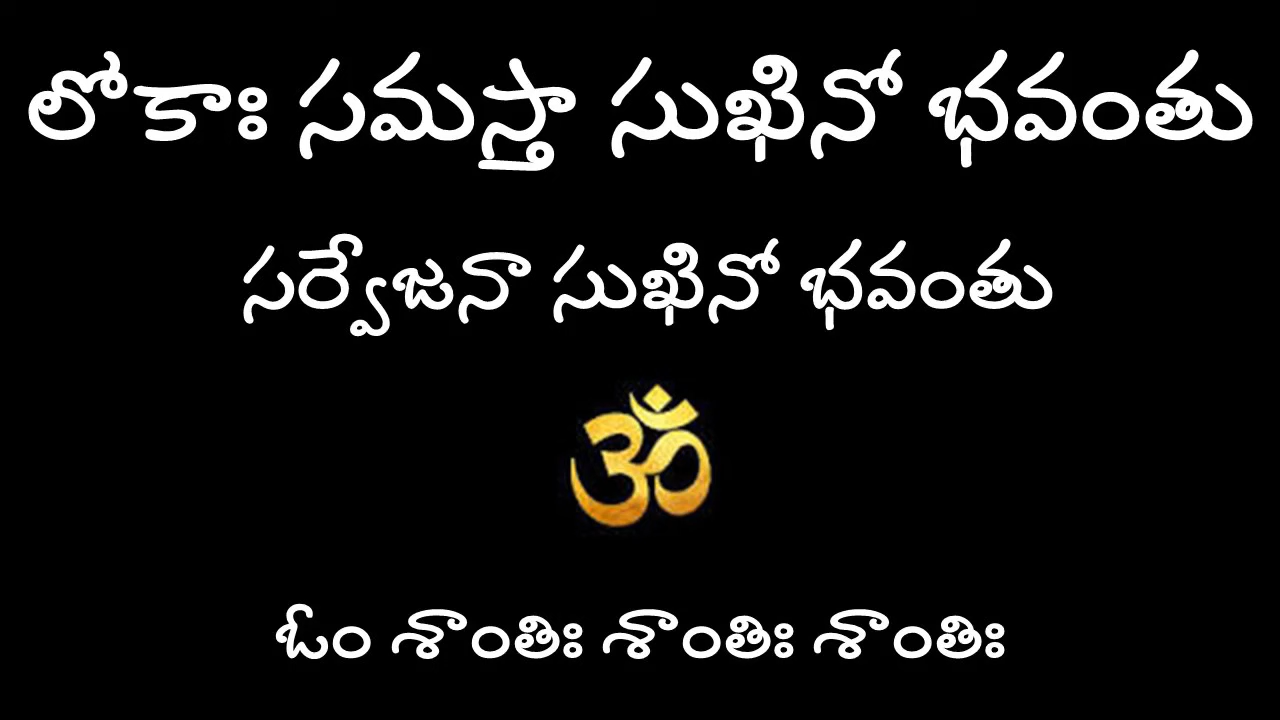 లోకాః సమస్తా సుఖినో భవంతు
సర్వేజనా సుఖినో భవంతు
ॐ
ఓం శాంతిః శాంతిః శాంతిః